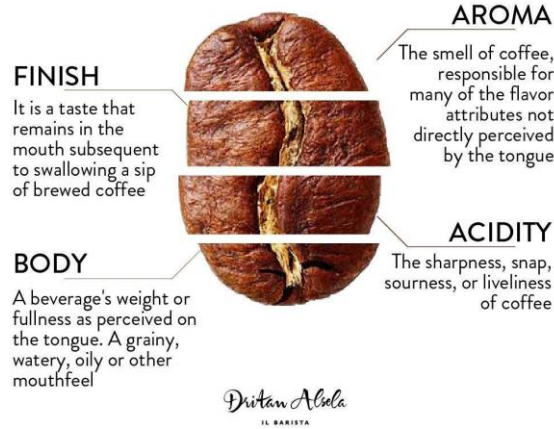 AROMA
The smell of coffee,
responsible for
many of the flavor
attributes not
directly perceived
by the tongue
FINISH
It is a taste that
remains in the
mouth subsequent
to swallowing a sip
of brewed coffee
ACIDITY
The sharpness, snap,
sourness, or liveliness
of coffee
BODY
A beverage's weight or
fullness as perceived on
the tongue. A grainy,
watery, oily or other
mouthfeel
Dritan Alsela
IL BARISTA